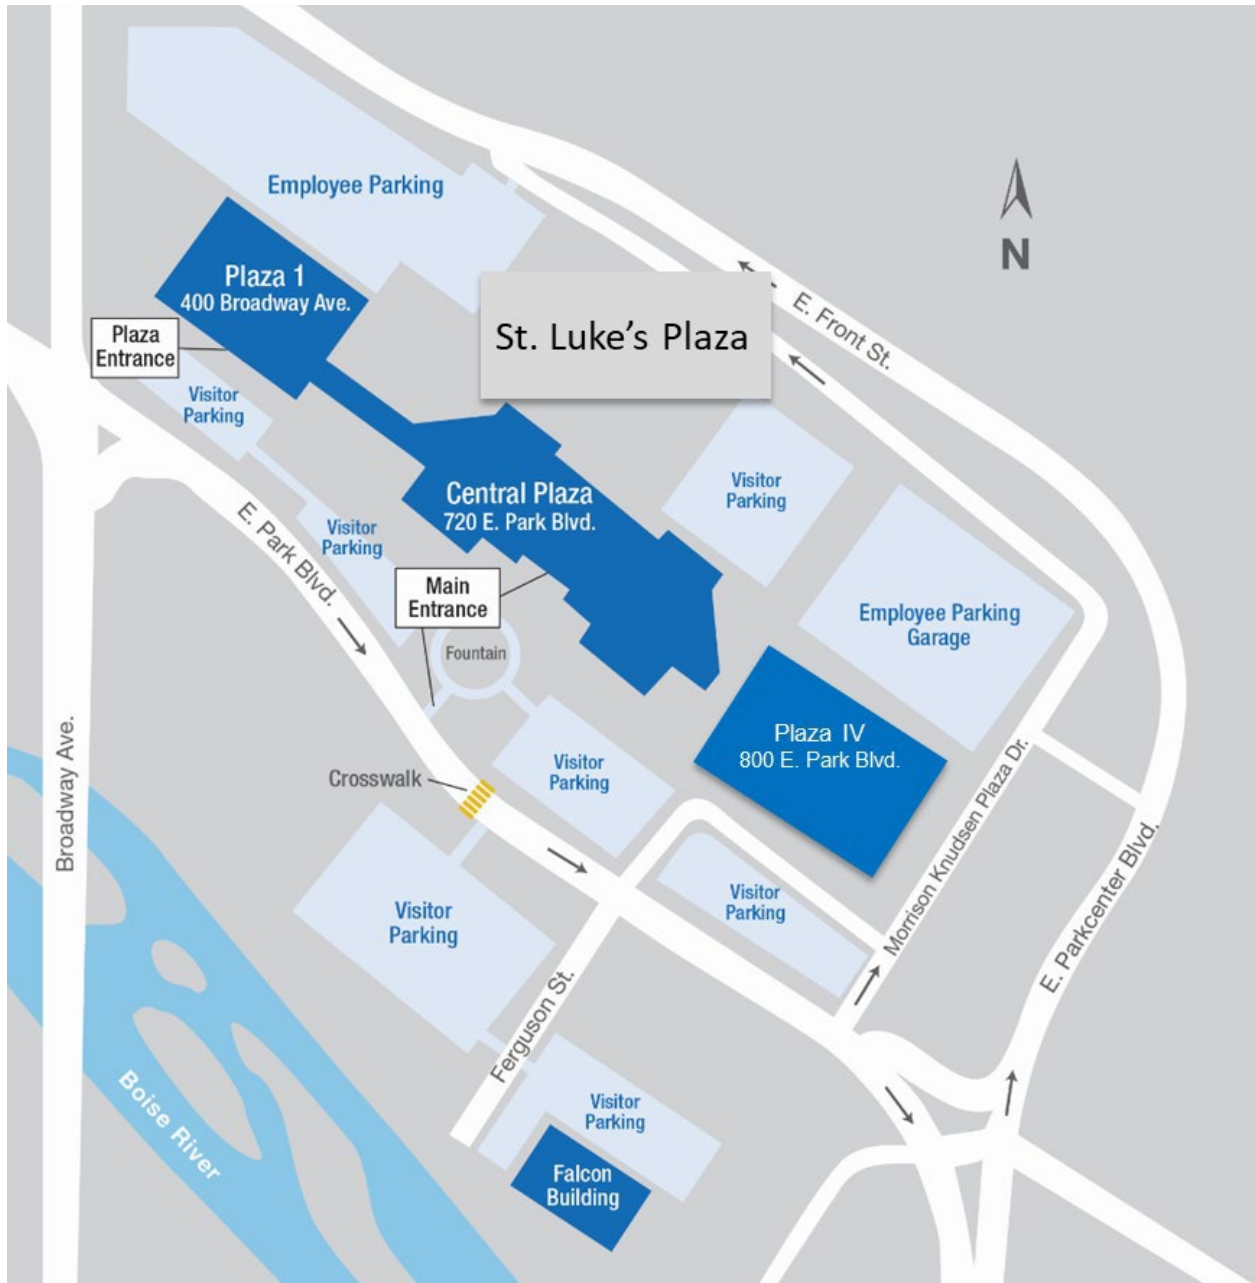 Employee Parking
N
Plaza 1
400 Broadway Ave.
St. Luke’s Plaza
E. Front St.
Plaza
Entrance
Visitor
Parking
Central Plaza
720 E. Park Blvd.
Visitor
Parking
Visitor
Parking
E. Park Blvd.
Main
Entrance
Employee Parking
Garage
Fountain
Plaza IV
800 E. Park Blvd.
Broadway Ave.
Crosswalk
Visitor
Parking
Morrison Knudsen Plaza Dr.
E. Parkcenter Blvd.
Visitor
Parking
Visitor
Parking
Ferguson St.
Boise River
Visitor
Parking
Falcon
Building